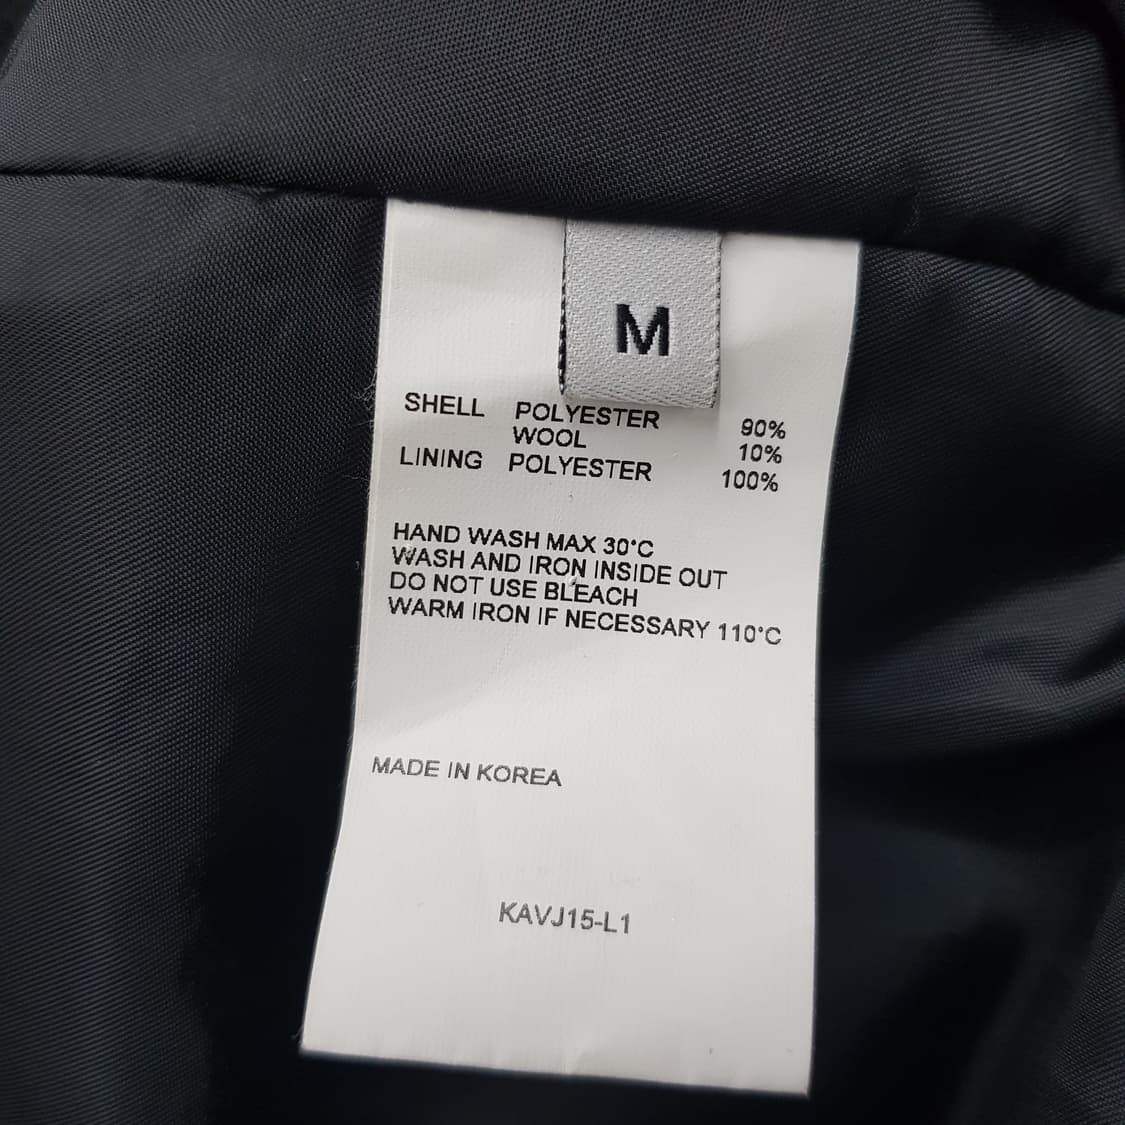 M
SHELL POLYESTER 90%
WOOL 10%
LINING POLYESTER 100%
HAND WASH MAX 30°C
WASH AND IRON INSIDE OUT
DO NOT USE BLEACH
WARM IRON IF NECESSARY 110°C
MADE IN KOREA
KAVJ15-L1